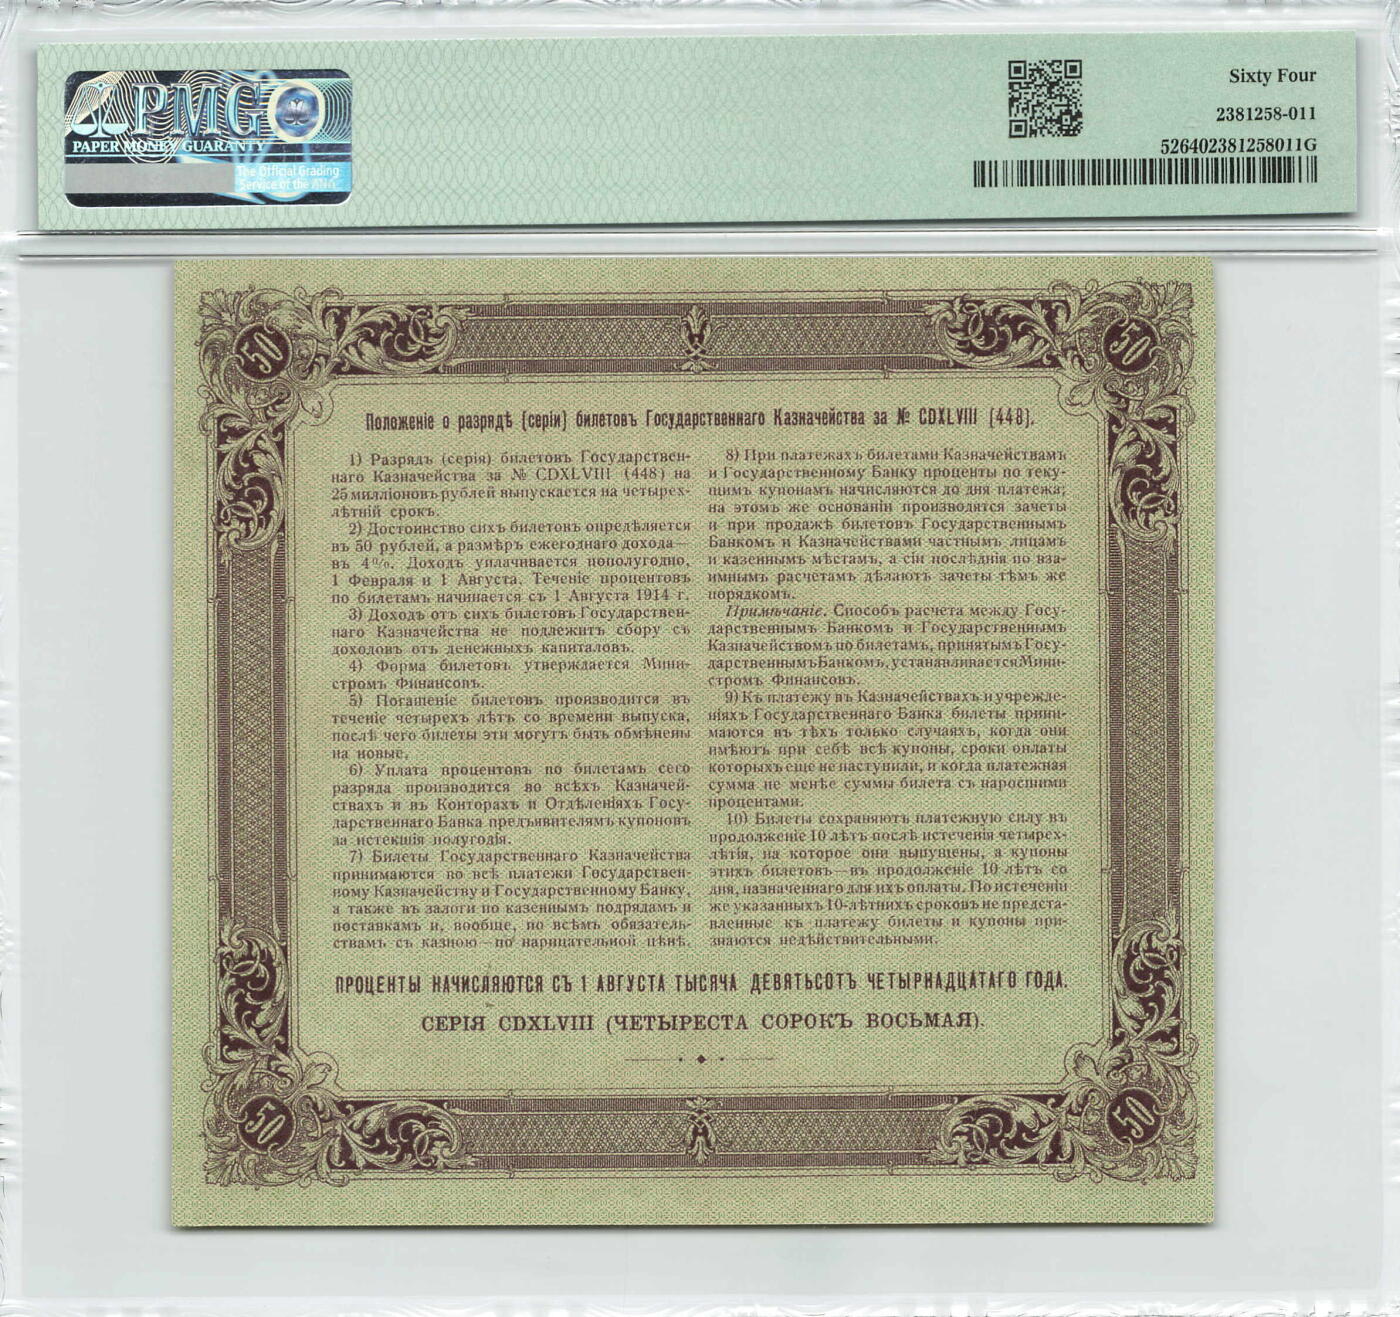 Sixty Four
2381258-011
526402381258011G
PMG
PAPER MONEY GUARANTY
The Official Grading
Service of the ANA
50
50
Положеніе о разрядѣ (серіи) билетовъ Государственнаго Казначейства за № CDXLVIII (448).
1) Разрядъ (серія) билетовъ Государствен-
наго Казначейства за № CDXLVIII (448) на
25 милліоновъ рублей выпускается на четырех-
лѣтній срокъ.
2) Достоинство сихъ билетовъ опредѣляется
въ 50 рублей, а размѣръ ежегоднаго дохода—
въ 4%. Доходъ уплачивается пополугодно,
1 Февраля и 1 Августа. Теченіе процентовъ
по билетамъ начинается съ 1 Августа 1914 г.
3) Доходъ отъ сихъ билетовъ Государствен-
наго Казначейства не подлежитъ сбору съ
доходовъ отъ денежныхъ капиталовъ.
4) Форма билетовъ утверждается Мини-
стромъ Финансовъ.
5) Погашеніе билетовъ производится въ
теченіе четырехъ лѣтъ со времени выпуска,
послѣ чего билеты эти могутъ быть обмѣнены
на новые.
6) Уплата процентовъ по билетамъ сего
разряда производится во всѣхъ Казначей-
ствахъ и въ Конторахъ и Отдѣленіяхъ Госу-
дарственнаго Банка предъявителямъ купоновъ
за истекшія полугодія.
7) Билеты Государственнаго Казначейства
принимаются по всѣ платежи Государствен-
ному Казначейству и Государственному Банку,
а также въ залоги по казеннымъ подрядамъ и
поставкамъ и, вообще, по всѣмъ обязатель-
ствамъ съ казною—по нарицательной цѣнѣ.
8) При платежахъ билетами Казначействамъ
и Государственному Банку проценты по теку-
щимъ купонамъ начисляются до дня платежа;
на этомъ же основаніи производятся зачеты
и при продажѣ билетовъ Государственнымъ
Банкомъ и Казначействами частнымъ лицамъ
и казеннымъ мѣстамъ, а сіи послѣднія по вза-
имнымъ расчетамъ дѣлаютъ зачеты тѣмъ же
порядкомъ.
Примѣчаніе. Способъ расчета между Госу-
дарственнымъ Банкомъ и Государственнымъ
Казначействомъ по билетамъ, принятымъ Госу-
дарственнымъ Банкомъ, устанавливается Мини-
стромъ Финансовъ.
9) Къ платежу въ Казначействахъ и учрежде-
ніяхъ Государственнаго Банка билеты прини-
маются въ тѣхъ только случаяхъ, когда они
имѣютъ при себѣ всѣ купоны, сроки оплаты
которыхъ еще не наступили, и когда платежная
сумма не менѣе суммы билета съ наросшими
процентами.
10) Билеты сохраняютъ платежную силу въ
продолженіе 10 лѣтъ послѣ истеченія четырех-
лѣтія, на которое они выпущены, а купоны
этихъ билетовъ—въ продолженіе 10 лѣтъ со
дня, назначеннаго для ихъ оплаты. По истеченіи
же указанныхъ 10-лѣтнихъ сроковъ не предста-
вленные къ платежу билеты и купоны при-
знаются недѣйствительными.
ПРОЦЕНТЫ НАЧИСЛЯЮТСЯ СЪ 1 АВГУСТА ТЫСЯЧА ДЕВЯТЬСОТЪ ЧЕТЫРНАДЦАТАГО ГОДА.
СЕРІЯ CDXLVIII (ЧЕТЫРЕСТА СОРОКЪ ВОСЬМАЯ).
50
50